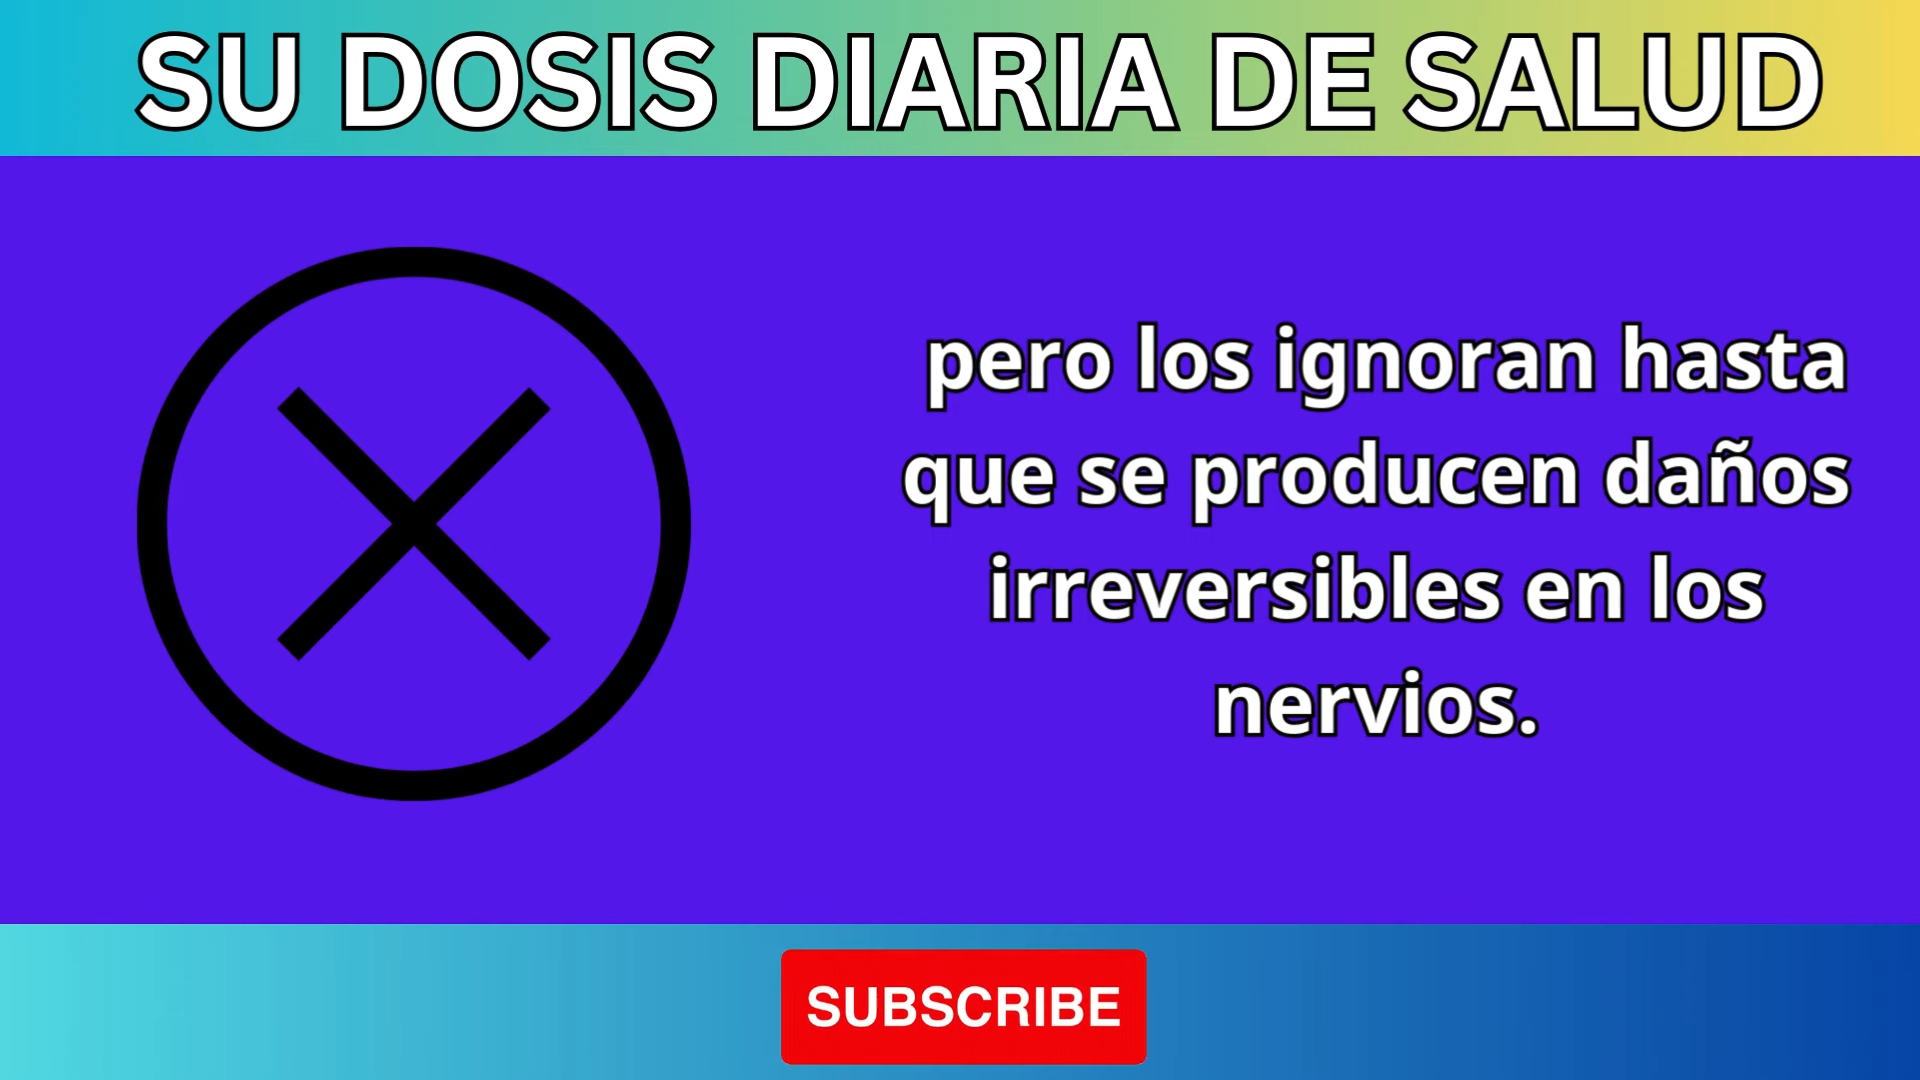 SU DOSIS DIARIA DE SALUD
pero los ignoran hasta
que se producen daños
irreversibles en los
nervios.
SUBSCRIBE